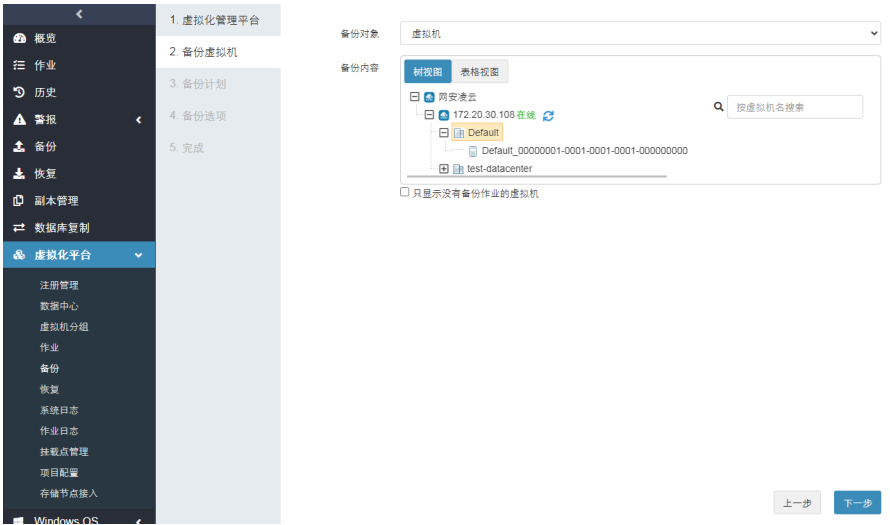 概览
作业
历史
警报
备份
恢复
副本管理
数据库复制
虚拟化平台
注册管理
数据中心
虚拟机分组
作业
备份
恢复
系统日志
作业日志
挂载点管理
项目配置
存储节点接入
Windows OS
1. 虚拟化管理平台
2. 备份虚拟机
3. 备份计划
4. 备份选项
5. 完成
备份对象 虚拟机
备份内容 树视图 表格视图
网安凌云
172.20.30.108 在线
按虚拟机名搜索
Default
Default_00000001-0001-0001-0001-000000000
test-datacenter
只显示没有备份作业的虚拟机
上一步 下一步